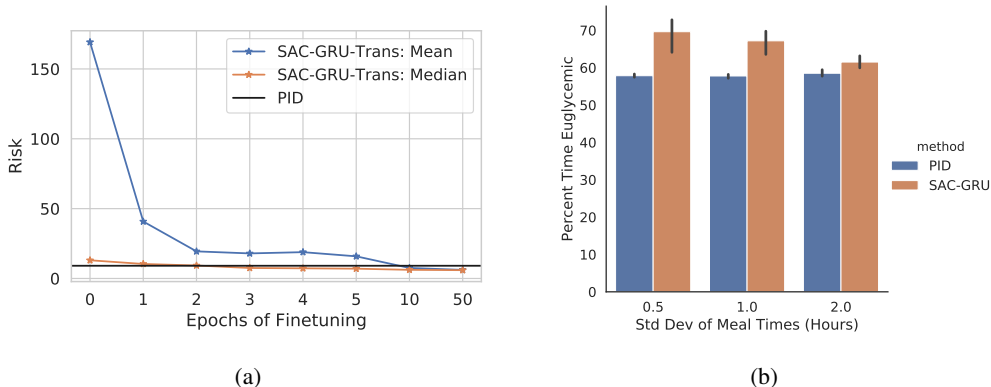 Risk
150
100
50
0
SAC-GRU-Trans: Mean
SAC-GRU-Trans: Median
PID
0 1 2 3 4 5 10 50
Epochs of Finetuning
(a)
Percent Time Euglycemic
70
60
50
40
30
20
10
0
0.5 1.0 2.0
Std Dev of Meal Times (Hours)
method
PID
SAC-GRU
(b)